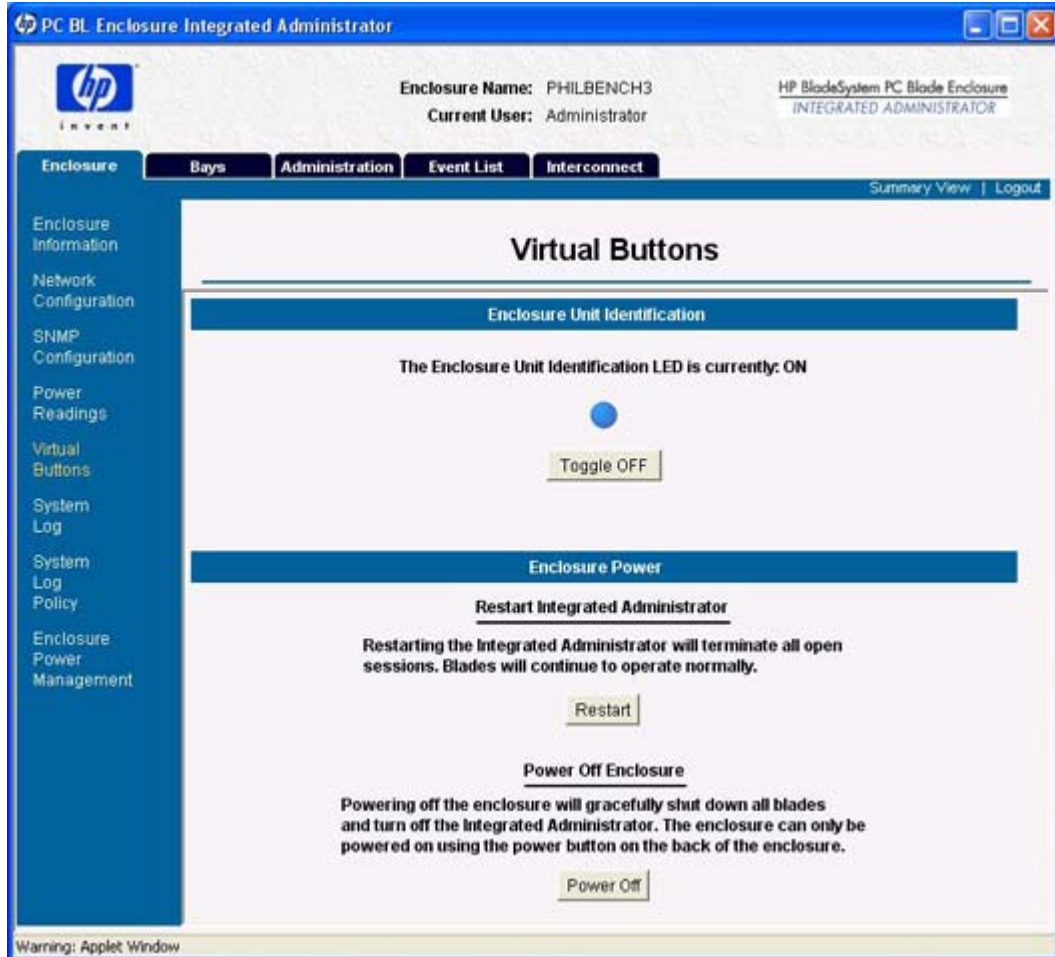 PC BL Enclosure Integrated Administrator
hp
invent
Enclosure Name: PHILBENCH3
Current User: Administrator
HP BladeSystem PC Blade Enclosure
INTEGRATED ADMINISTRATOR
Enclosure Bays Administration Event List Interconnect
Summary View | Logout
Enclosure
Information
Network
Configuration
SNMP
Configuration
Power
Readings
Virtual
Buttons
System
Log
System
Log
Policy
Enclosure
Power
Management
Virtual Buttons
Enclosure Unit Identification
The Enclosure Unit Identification LED is currently: ON
Toggle OFF
Enclosure Power
Restart Integrated Administrator
Restarting the Integrated Administrator will terminate all open
sessions. Blades will continue to operate normally.
Restart
Power Off Enclosure
Powering off the enclosure will gracefully shut down all blades
and turn off the Integrated Administrator. The enclosure can only be
powered on using the power button on the back of the enclosure.
Power Off
Warning: Applet Window